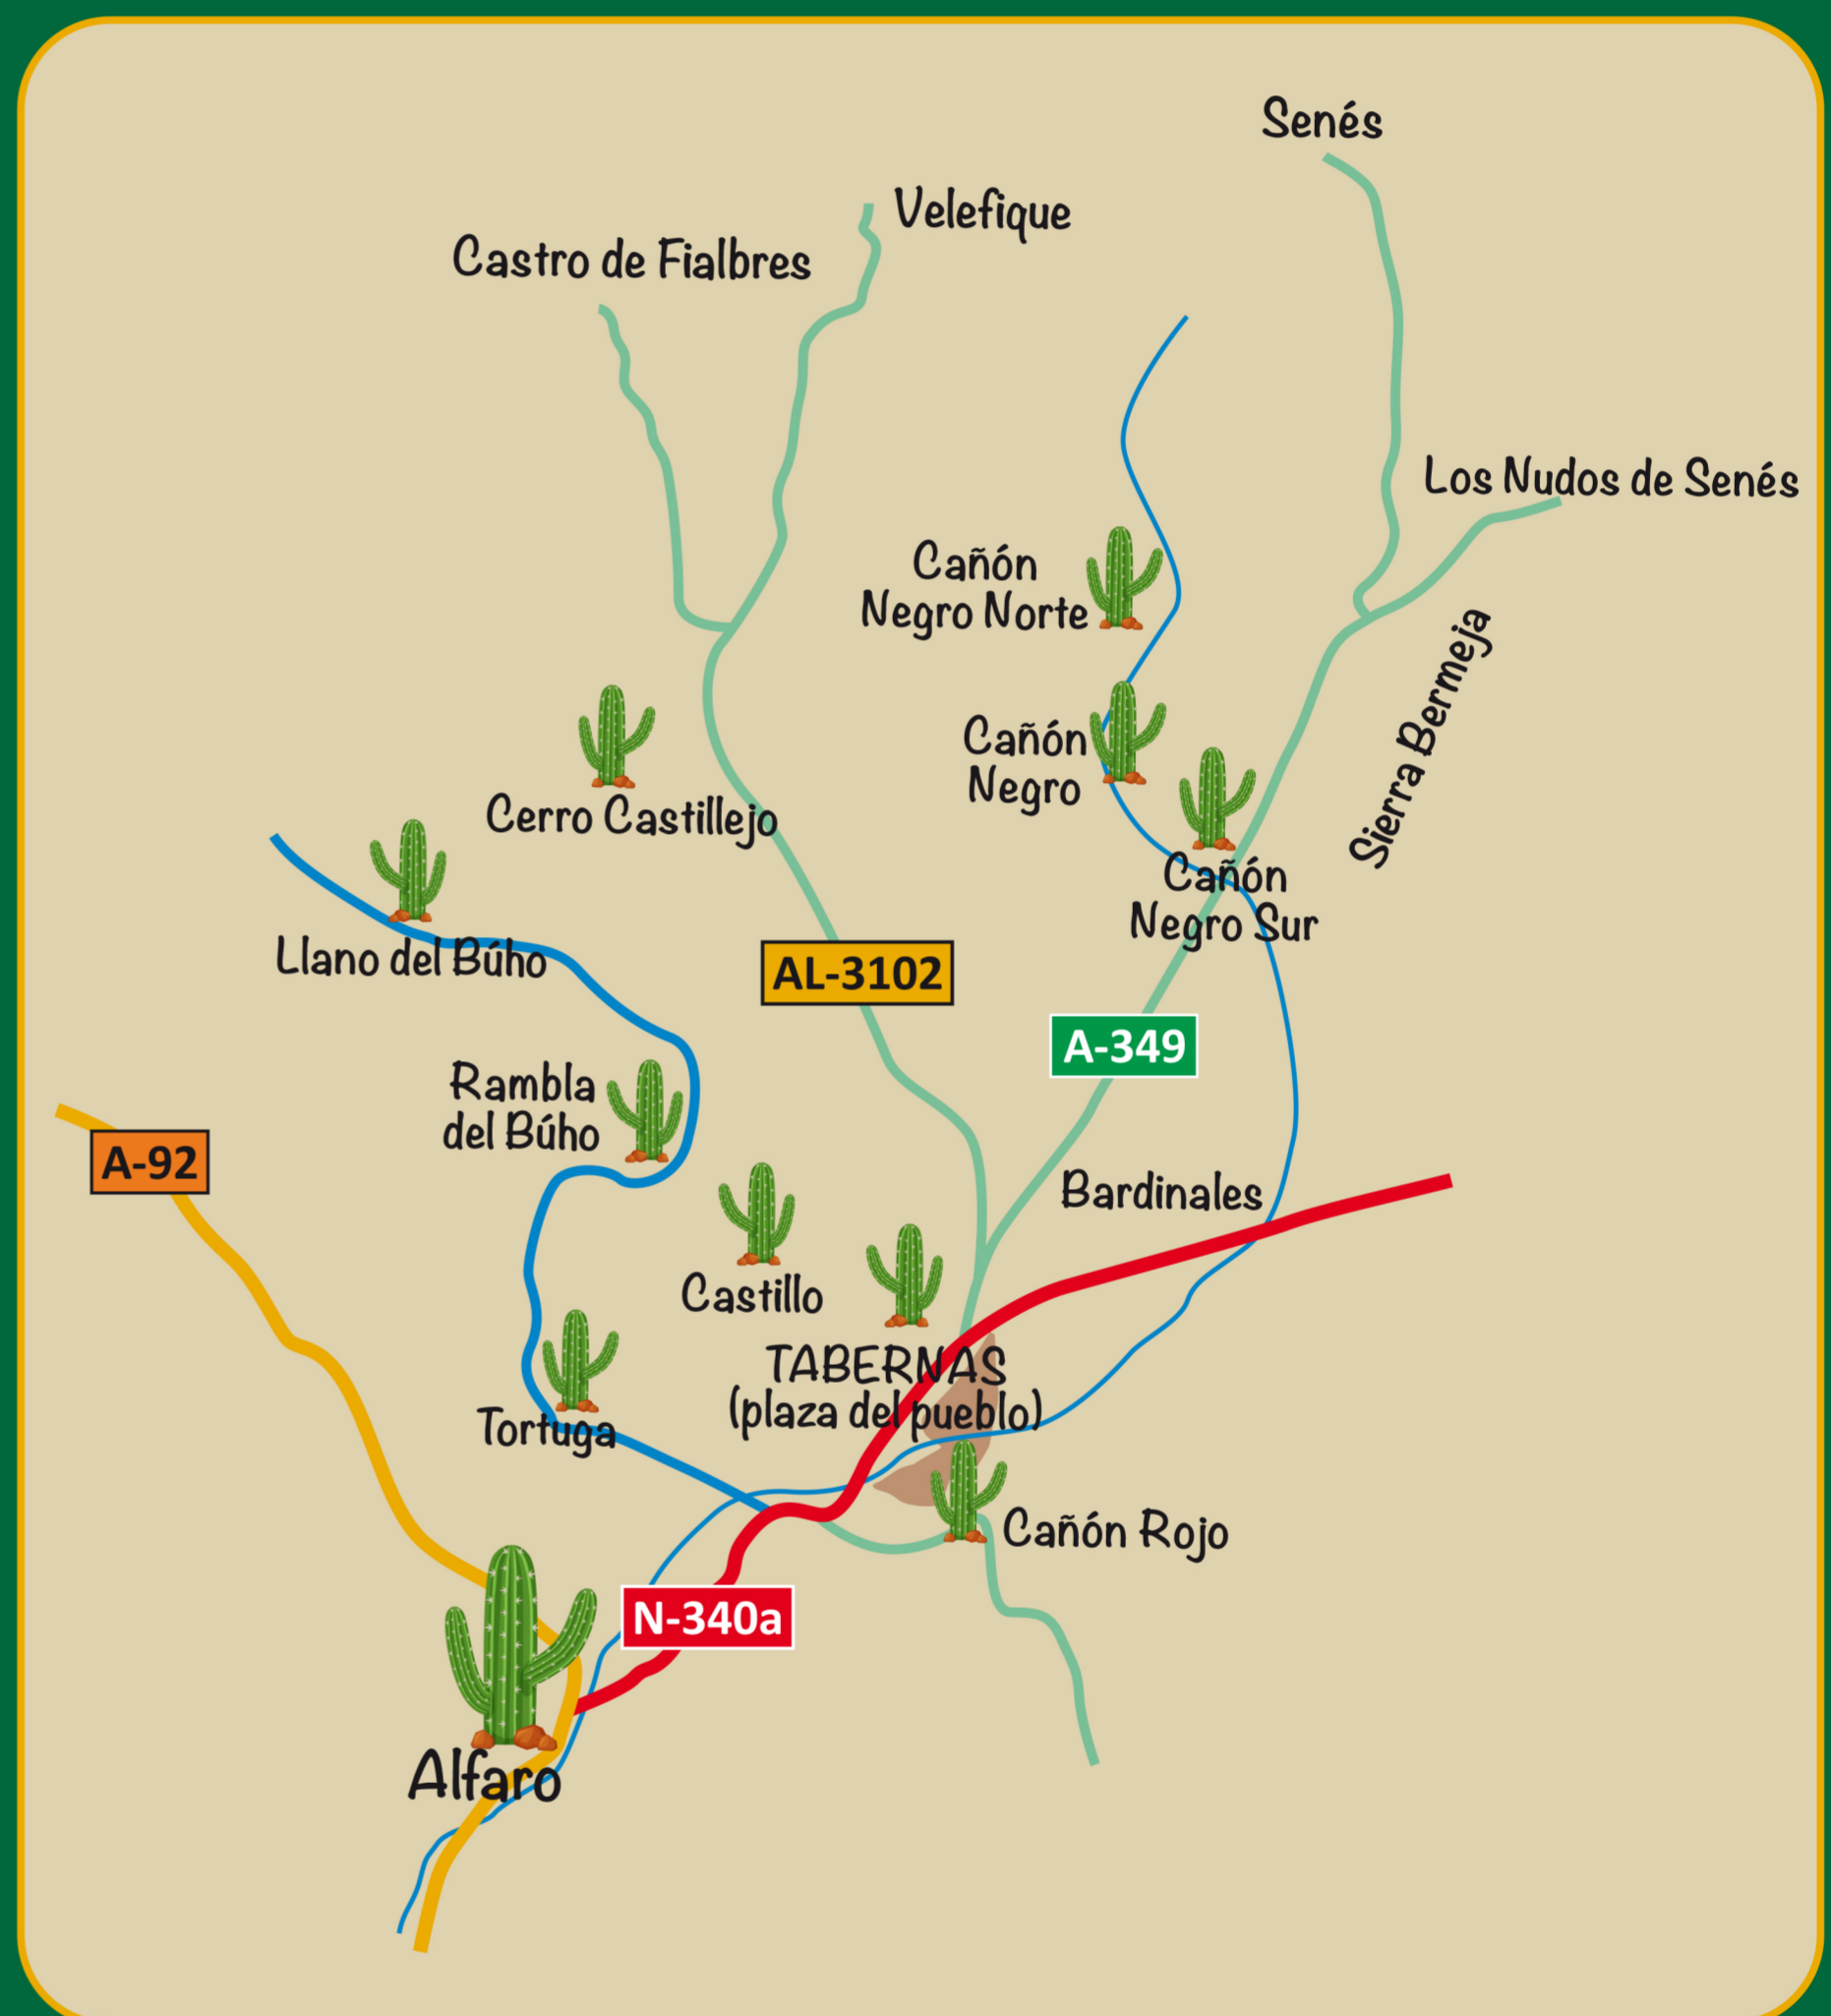 Senés
Velefique
Castro de Fialbres
Los Nudos de Senés
Cañón
Negro Norte
Sierra Bermeja
Cañón
Negro
Cerro Castillejo
Cañón
Negro Sur
Llano del Búho
AL-3102
A-349
Rambla
del Búho
A-92
Bardinales
Castillo
TABERNAS
(plaza del pueblo)
Tortuga
Cañón Rojo
N-340a
Alfaro